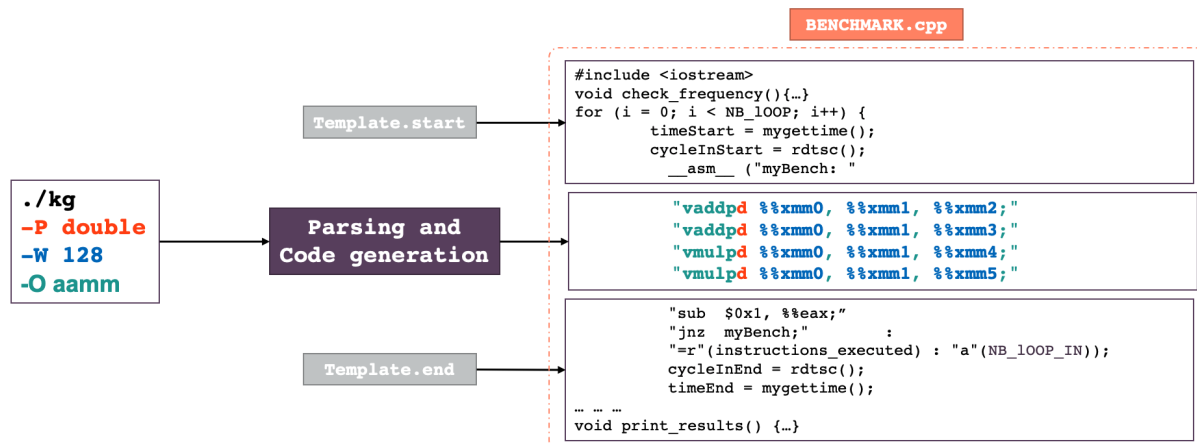 BENCHMARK.cpp
#include <iostream>
void check_frequency(){…}
for (i = 0; i < NB_lOOP; i++) {
timeStart = mygettime();
cycleInStart = rdtsc();
__asm__ ("myBench: "
Template.start
./kg
-P double
-W 128
-O aamm
Parsing and
Code generation
"vaddpd %%xmm0, %%xmm1, %%xmm2;"
"vaddpd %%xmm0, %%xmm1, %%xmm3;"
"vmulpd %%xmm0, %%xmm1, %%xmm4;"
"vmulpd %%xmm0, %%xmm1, %%xmm5;"
Template.end
"sub $0x1, %%eax;”
"jnz myBench;" :
"=r"(instructions_executed) : "a"(NB_lOOP_IN));
cycleInEnd = rdtsc();
timeEnd = mygettime();
… … …
void print_results() {…}